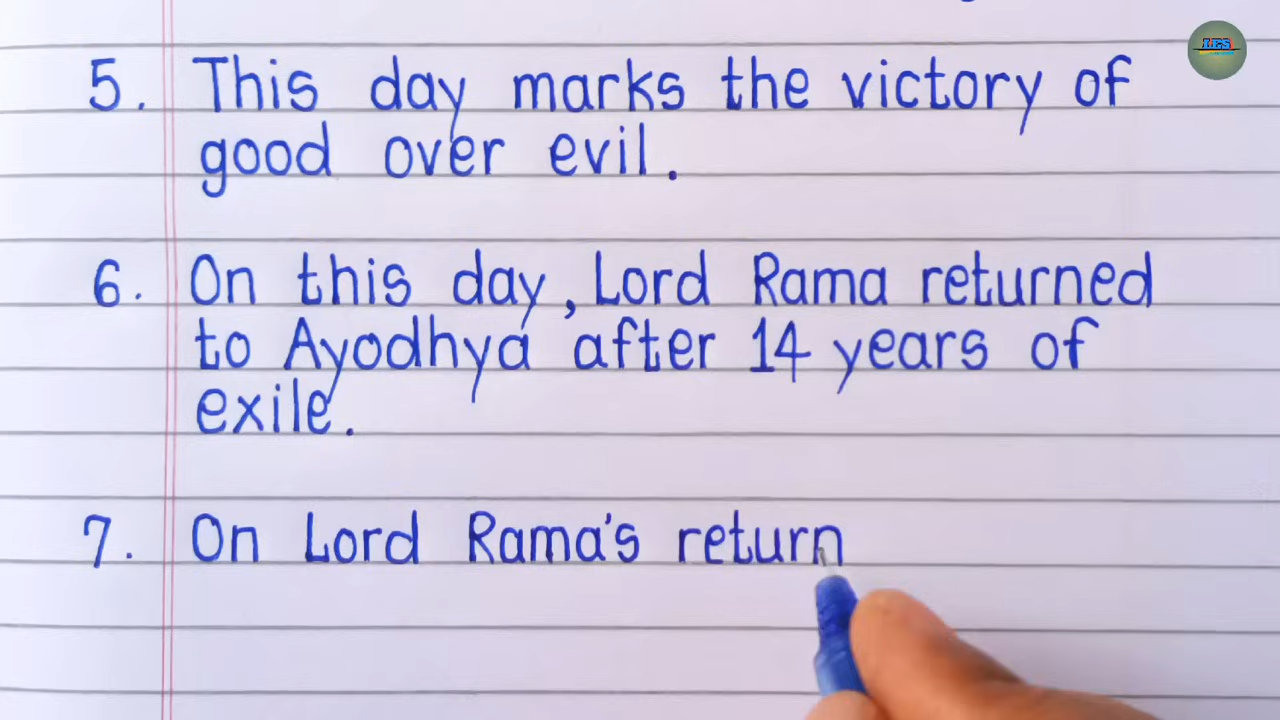 LES
5. This day marks the victory of
good over evil.
6. On this day, Lord Rama returned
to Ayodhya after 14 years of
exile.
7. On Lord Rama's return